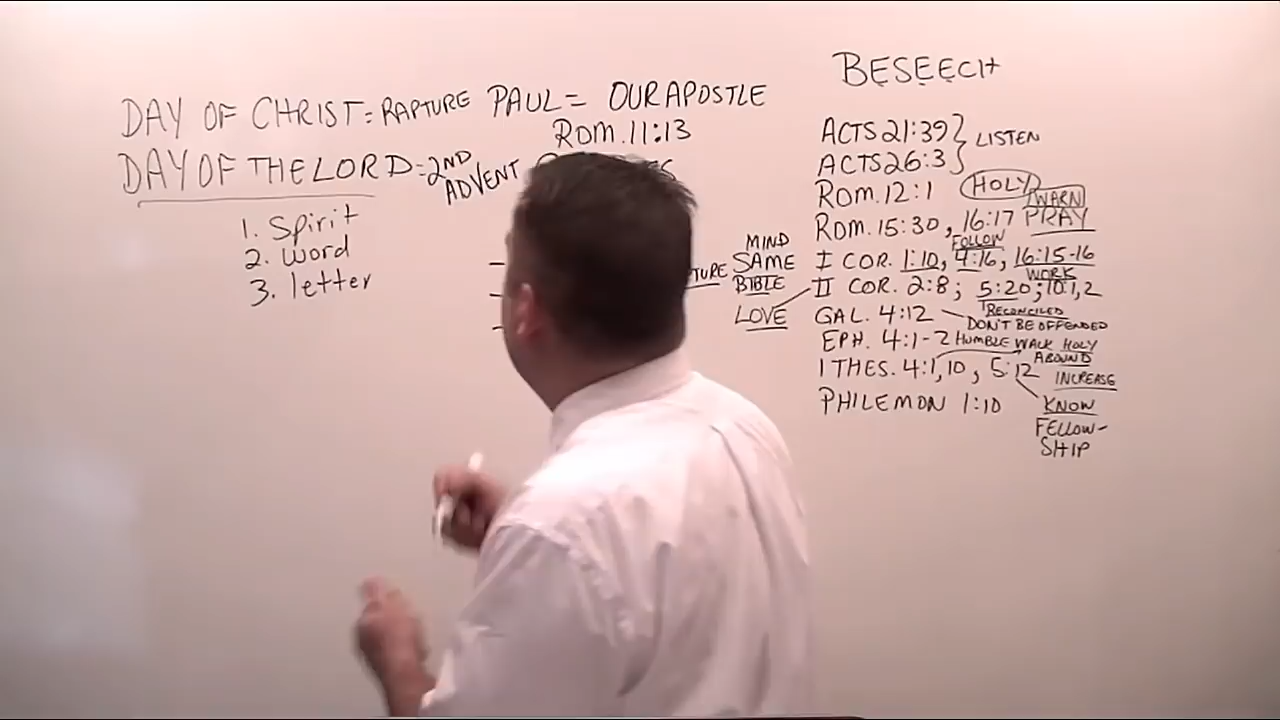 DAY OF CHRIST = RAPTURE PAUL = OUR APOSTLE
Rom. 11:13
DAY OF THE LORD = 2ND ADVENT
1. Spirit
2. word
3. letter
BESEECH
ACTS 21:39 } LISTEN
ACTS 26:3
Rom. 12:1 HOLY
WARN
Rom. 15:30, 16:17 PRAY
FOLLOW
MIND
SAME
BIBLE
I COR. 1:10, 4:16, 16:15-16
WORK
LOVE
II COR. 2:8; 5:20; 10:1,2
RECONCILED
GAL. 4:12 DON'T BE OFFENDED
EPH. 4:1-2 HUMBLE WALK HOLY
ABOUND
1 THES. 4:1,10, 5:12 INCREASE
PHILEMON 1:10 KNOW
FELLOW-
SHIP